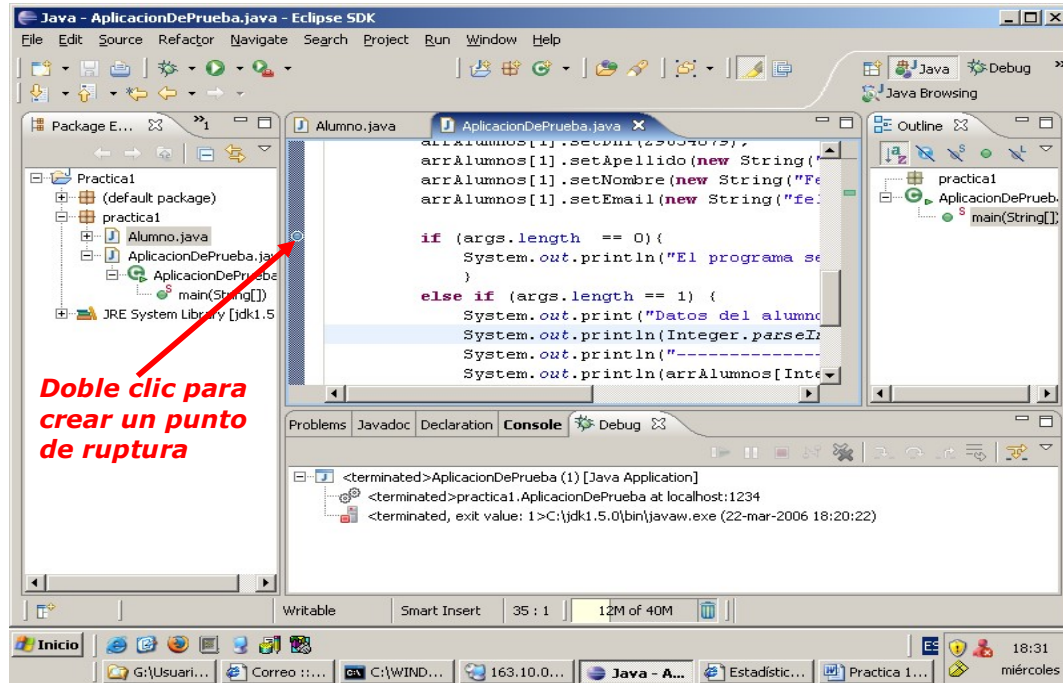 Java - AplicacionDePrueba.java - Eclipse SDK
File Edit Source Refactor Navigate Search Project Run Window Help
Java Debug »
Java Browsing
Package E... »1
Alumno.java AplicacionDePrueba.java
Outline
Practica1
(default package)
practica1
Alumno.java
AplicacionDePrueba.jav
AplicacionDePrueba
main(String[])
JRE System Library [jdk1.5
arrAlumnos[1].setDni(29634879);
arrAlumnos[1].setApellido(new String("
arrAlumnos[1].setNombre(new String("Fe
arrAlumnos[1].setEmail(new String("fel
if (args.length == 0){
System.out.println("El programa se
}
else if (args.length == 1) {
System.out.print("Datos del alumno
System.out.println(Integer.parseIn
System.out.println("--------------
System.out.println(arrAlumnos[Inte
practica1
AplicacionDePrueb
main(String[])
Doble clic para
crear un punto
de ruptura
Problems Javadoc Declaration Console Debug
<terminated>AplicacionDePrueba (1) [Java Application]
<terminated>practica1.AplicacionDePrueba at localhost:1234
<terminated, exit value: 1>C:\jdk1.5.0\bin\javaw.exe (22-mar-2006 18:20:22)
Writable Smart Insert 35 : 1 12M of 40M
Inicio ES 18:31
G:\Usuari... Correo ::... C:\WIND... 163.10.0... Java - A... Estadístic... Practica 1... miércoles